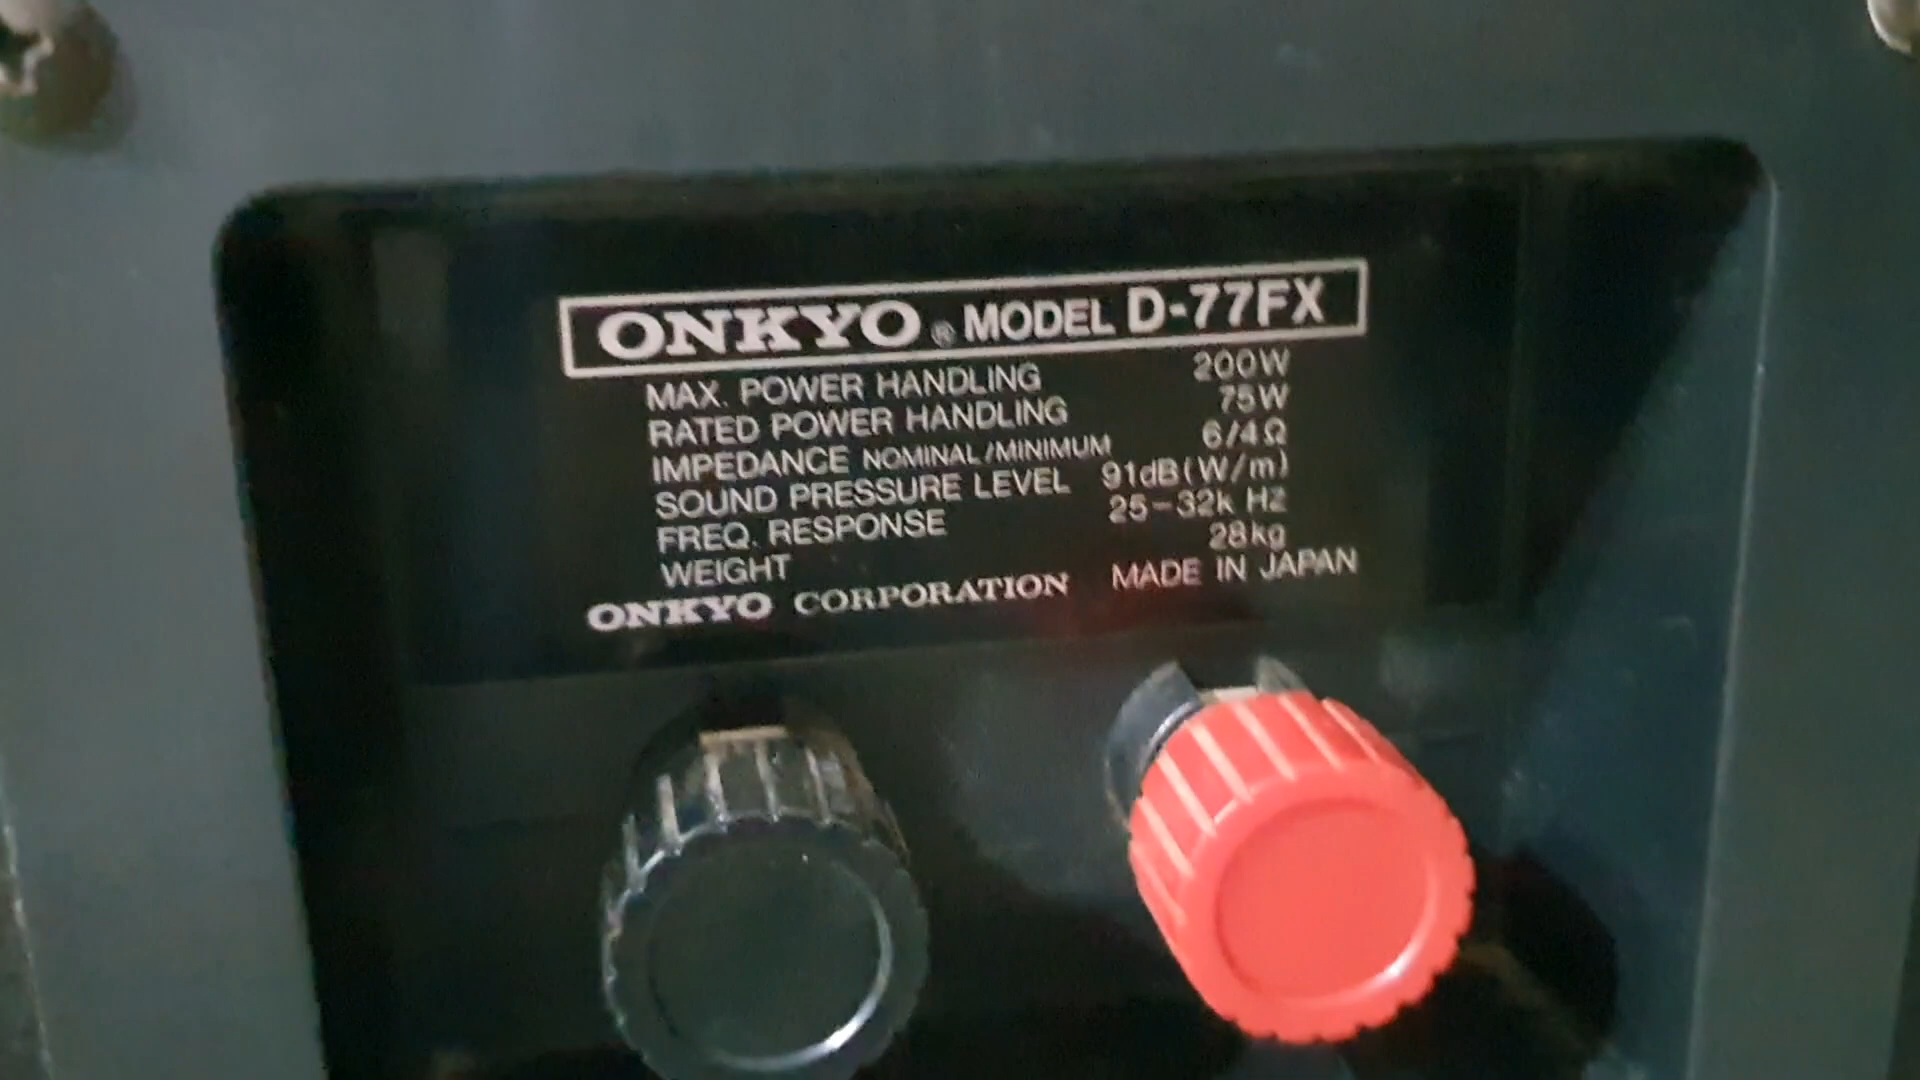 ONKYO ® MODEL D-77FX
MAX. POWER HANDLING 200W
RATED POWER HANDLING 75W
IMPEDANCE NOMINAL/MINIMUM 6/4Ω
SOUND PRESSURE LEVEL 91dB(W/m)
FREQ. RESPONSE 25-32k Hz
WEIGHT 28kg
ONKYO CORPORATION MADE IN JAPAN